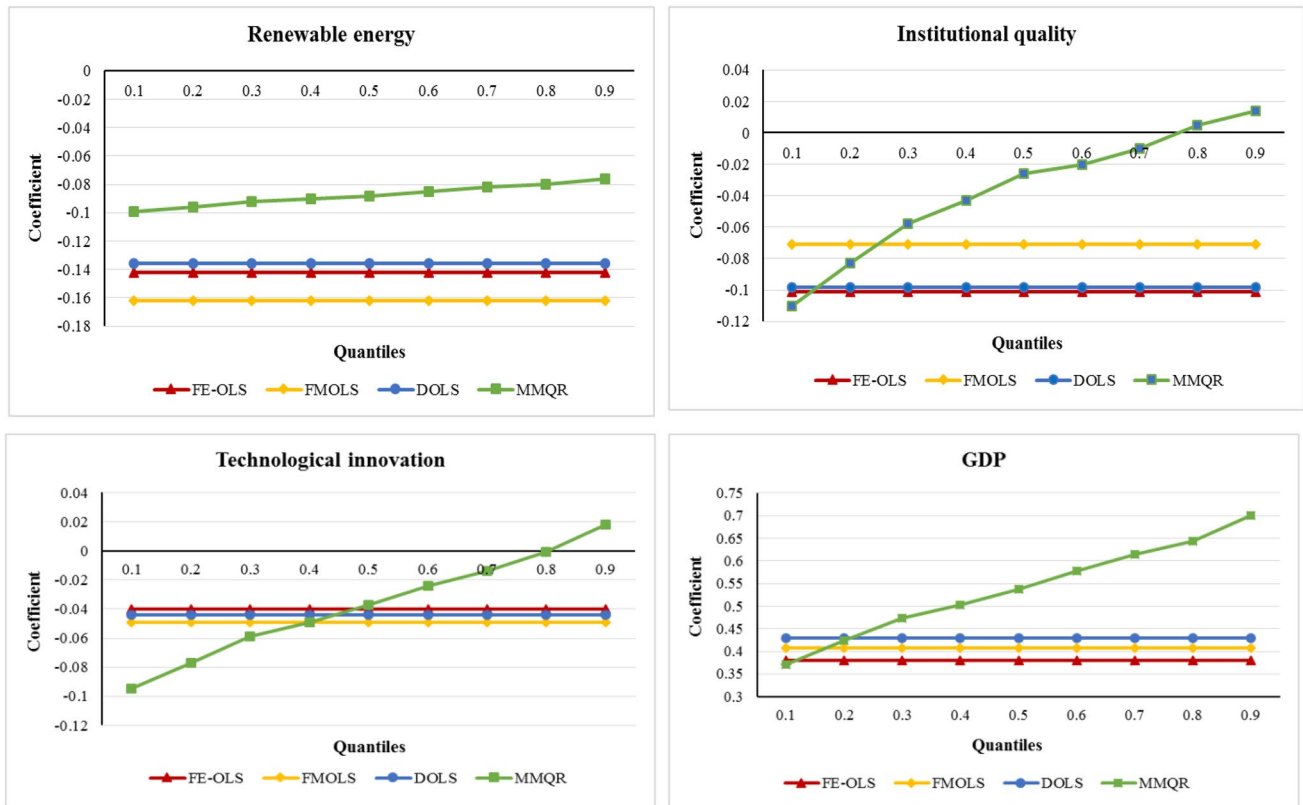 Renewable energy
0
0.1 0.2 0.3 0.4 0.5 0.6 0.7 0.8 0.9
-0.02
-0.04
-0.06
-0.08
-0.1
-0.12
-0.14
-0.16
-0.18
Coefficient
Quantiles
FE-OLS FMOLS DOLS MMQR
Institutional quality
0.04
0.02
0
0.1 0.2 0.3 0.4 0.5 0.6 0.7 0.8 0.9
-0.02
-0.04
-0.06
-0.08
-0.1
-0.12
Coefficient
Quantiles
FE-OLS FMOLS DOLS MMQR
Technological innovation
0.04
0.02
0
0.1 0.2 0.3 0.4 0.5 0.6 0.7 0.8 0.9
-0.02
-0.04
-0.06
-0.08
-0.1
-0.12
Coefficient
Quantiles
FE-OLS FMOLS DOLS MMQR
GDP
0.75
0.7
0.65
0.6
0.55
0.5
0.45
0.4
0.35
0.3
0.1 0.2 0.3 0.4 0.5 0.6 0.7 0.8 0.9
Coefficient
Quantiles
FE-OLS FMOLS DOLS MMQR